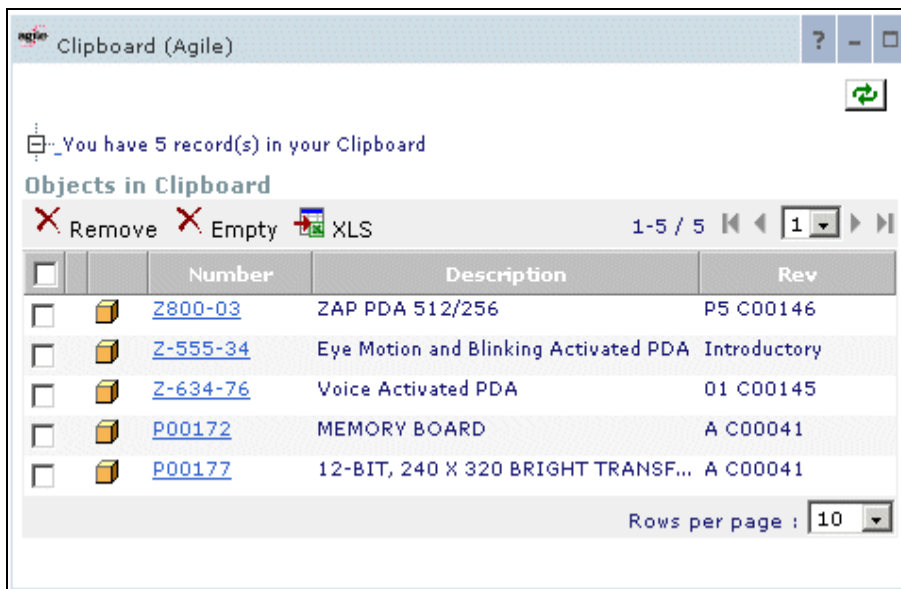 agile Clipboard (Agile) ?
You have 5 record(s) in your Clipboard
Objects in Clipboard
Remove Empty XLS 1-5 / 5 1
Number Description Rev
Z800-03 ZAP PDA 512/256 P5 C00146
Z-555-34 Eye Motion and Blinking Activated PDA Introductory
Z-634-76 Voice Activated PDA 01 C00145
P00172 MEMORY BOARD A C00041
P00177 12-BIT, 240 X 320 BRIGHT TRANSF... A C00041
Rows per page : 10